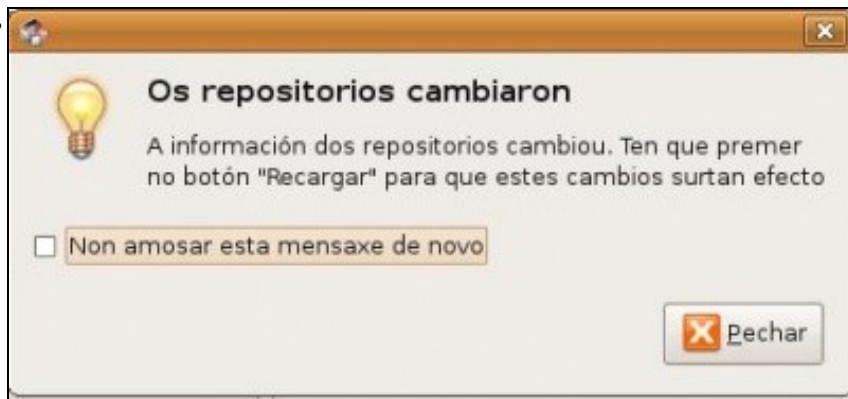 Os repositorios cambiaron
A información dos repositorios cambiou. Ten que premer
no botón "Recargar" para que estes cambios surtan efecto
Non amosar esta mensaxe de novo
Pechar